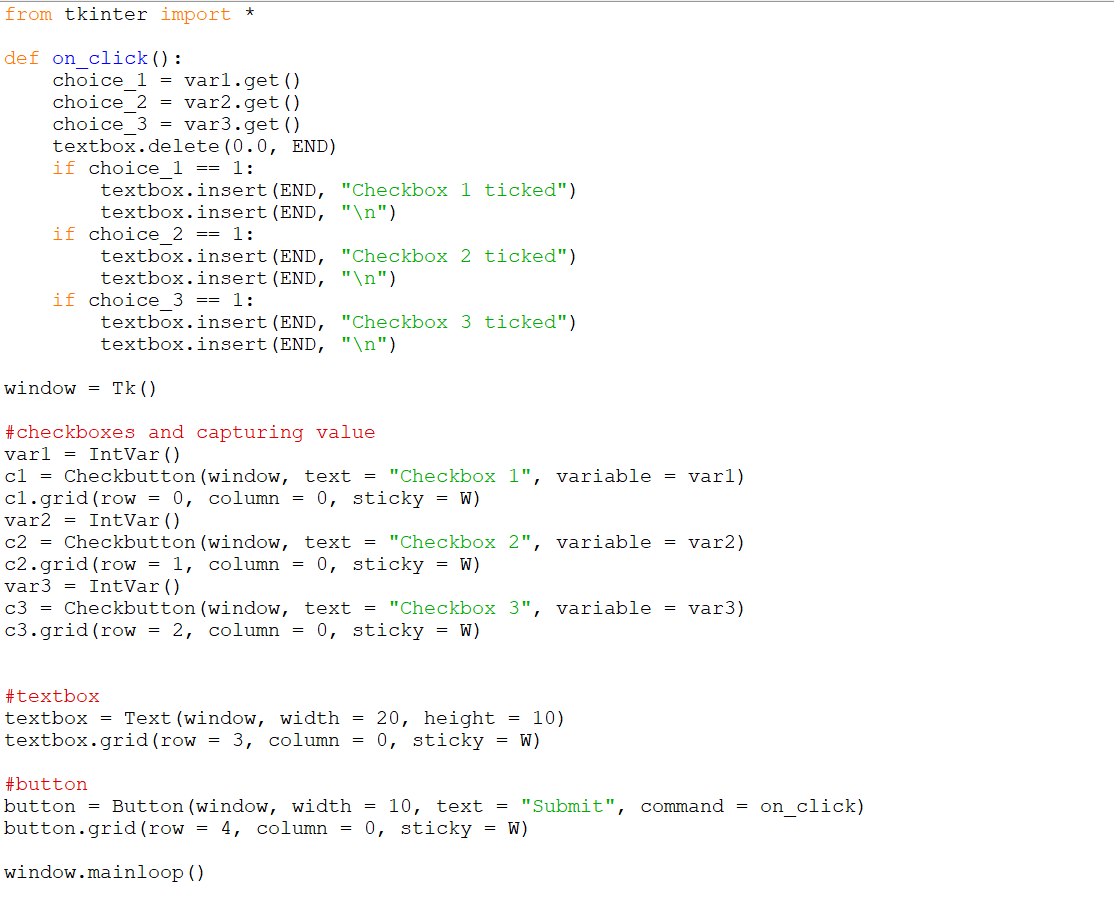 from tkinter import *

def on_click():
    choice_1 = var1.get()
    choice_2 = var2.get()
    choice_3 = var3.get()
    textbox.delete(0.0, END)
    if choice_1 == 1:
        textbox.insert(END, "Checkbox 1 ticked")
        textbox.insert(END, "\n")
    if choice_2 == 1:
        textbox.insert(END, "Checkbox 2 ticked")
        textbox.insert(END, "\n")
    if choice_3 == 1:
        textbox.insert(END, "Checkbox 3 ticked")
        textbox.insert(END, "\n")

window = Tk()

#checkboxes and capturing value
var1 = IntVar()
c1 = Checkbutton(window, text = "Checkbox 1", variable = var1)
c1.grid(row = 0, column = 0, sticky = W)
var2 = IntVar()
c2 = Checkbutton(window, text = "Checkbox 2", variable = var2)
c2.grid(row = 1, column = 0, sticky = W)
var3 = IntVar()
c3 = Checkbutton(window, text = "Checkbox 3", variable = var3)
c3.grid(row = 2, column = 0, sticky = W)


#textbox
textbox = Text(window, width = 20, height = 10)
textbox.grid(row = 3, column = 0, sticky = W)

#button
button = Button(window, width = 10, text = "Submit", command = on_click)
button.grid(row = 4, column = 0, sticky = W)

window.mainloop()